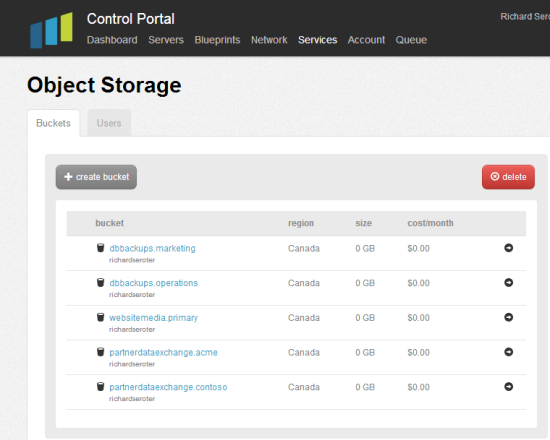 Control Portal
Richard Sero
Dashboard Servers Blueprints Network Services Account Queue
Object Storage
Buckets Users
create bucket delete
bucket region size cost/month
dbbackups.marketing Canada 0 GB $0.00
richardseroter
dbbackups.operations Canada 0 GB $0.00
richardseroter
websitemedia.primary Canada 0 GB $0.00
richardseroter
partnerdataexchange.acme Canada 0 GB $0.00
richardseroter
partnerdataexchange.contoso Canada 0 GB $0.00
richardseroter